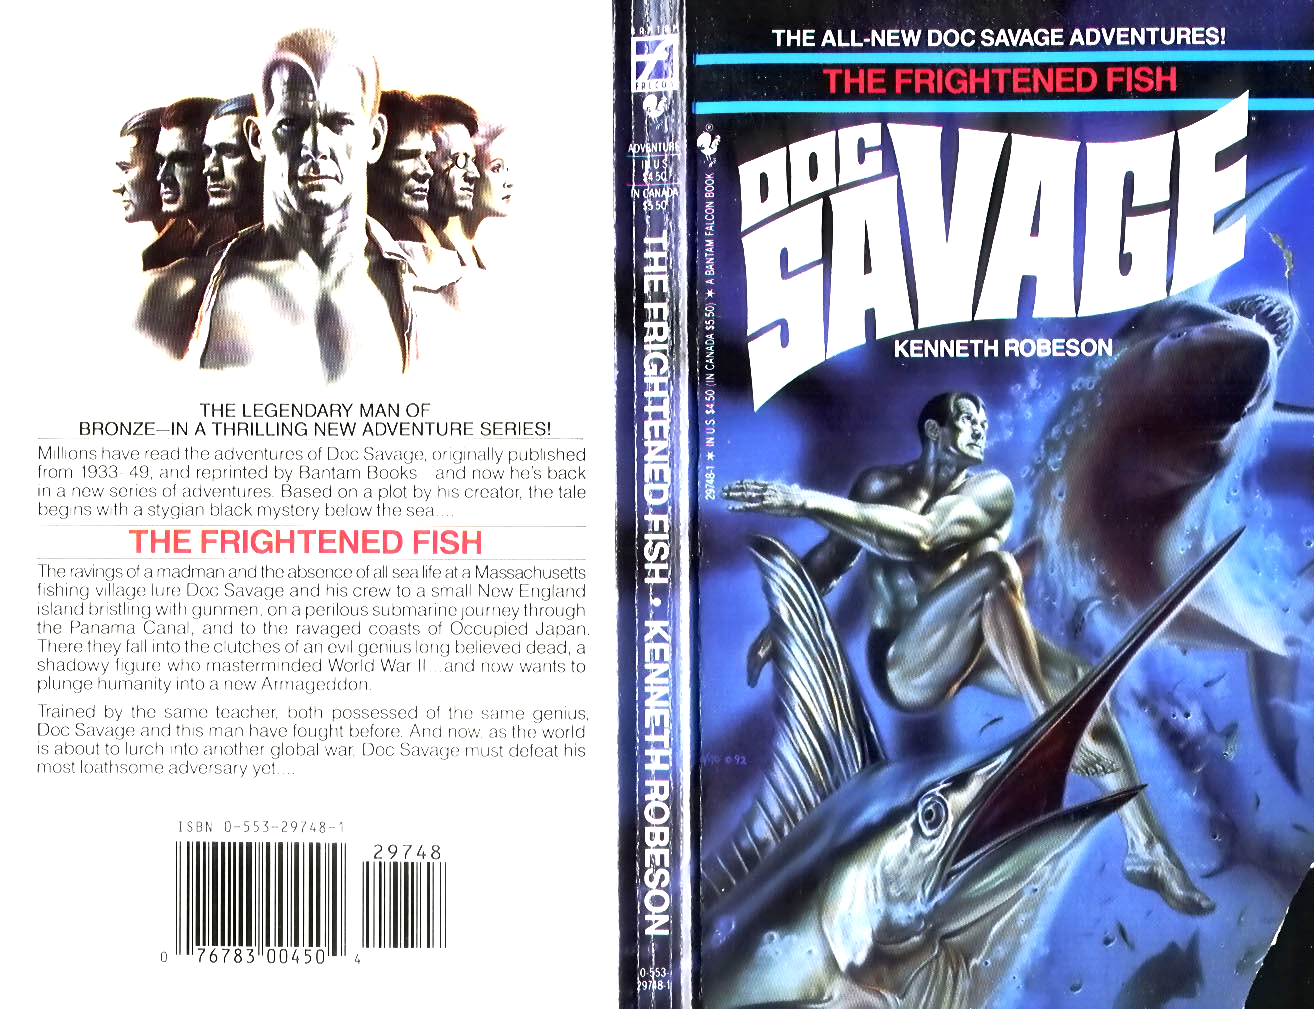 THE LEGENDARY MAN OF
BRONZE—IN A THRILLING NEW ADVENTURE SERIES!
Millions have read the adventures of Doc Savage, originally published
from 1933–49, and reprinted by Bantam Books and now he's back
in a new series of adventures. Based on a plot by his creator, the tale
begins with a stygian black mystery below the sea....
THE FRIGHTENED FISH
The ravings of a madman and the absence of all sea life at a Massachusetts
fishing village lure Doc Savage and his crew to a small New England
island bristling with gunmen, on a perilous submarine journey through
the Panama Canal, and to the ravaged coasts of Occupied Japan.
There they fall into the clutches of an evil genius long believed dead, a
shadowy figure who masterminded World War II...and now wants to
plunge humanity into a new Armageddon.
Trained by the same teacher, both possessed of the same genius,
Doc Savage and this man have fought before. And now, as the world
is about to lurch into another global war, Doc Savage must defeat his
most loathsome adversary yet....
ISBN 0-553-29748-1
29748
0 76783 00450 4
BANTAM
FALCON
ADVENTURE
IN U.S.
$4.50
IN CANADA
$5.50
THE FRIGHTENED FISH • KENNETH ROBESON
0-553-
29748-1
THE ALL-NEW DOC SAVAGE ADVENTURES!
THE FRIGHTENED FISH
DOC
SAVAGE
KENNETH ROBESON
29748-1 ★ IN U.S. $4.50 (IN CANADA $5.50) ★ A BANTAM FALCON BOOK